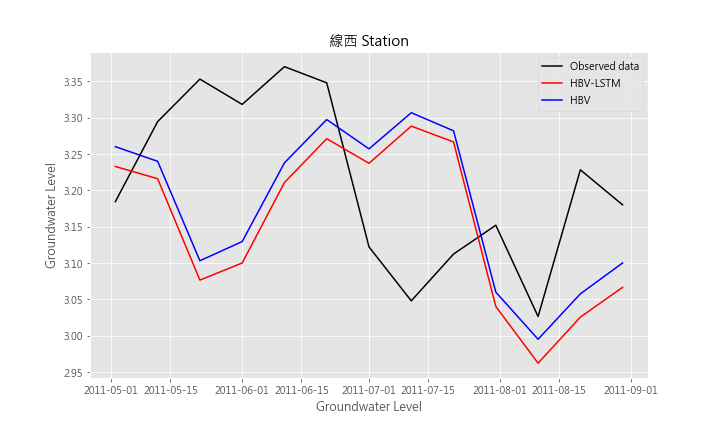 線西 Station
Observed data
HBV-LSTM
HBV
Groundwater Level
3.35
3.30
3.25
3.20
3.15
3.10
3.05
3.00
2.95
2011-05-01 2011-05-15 2011-06-01 2011-06-15 2011-07-01 2011-07-15 2011-08-01 2011-08-15 2011-09-01
Groundwater Level